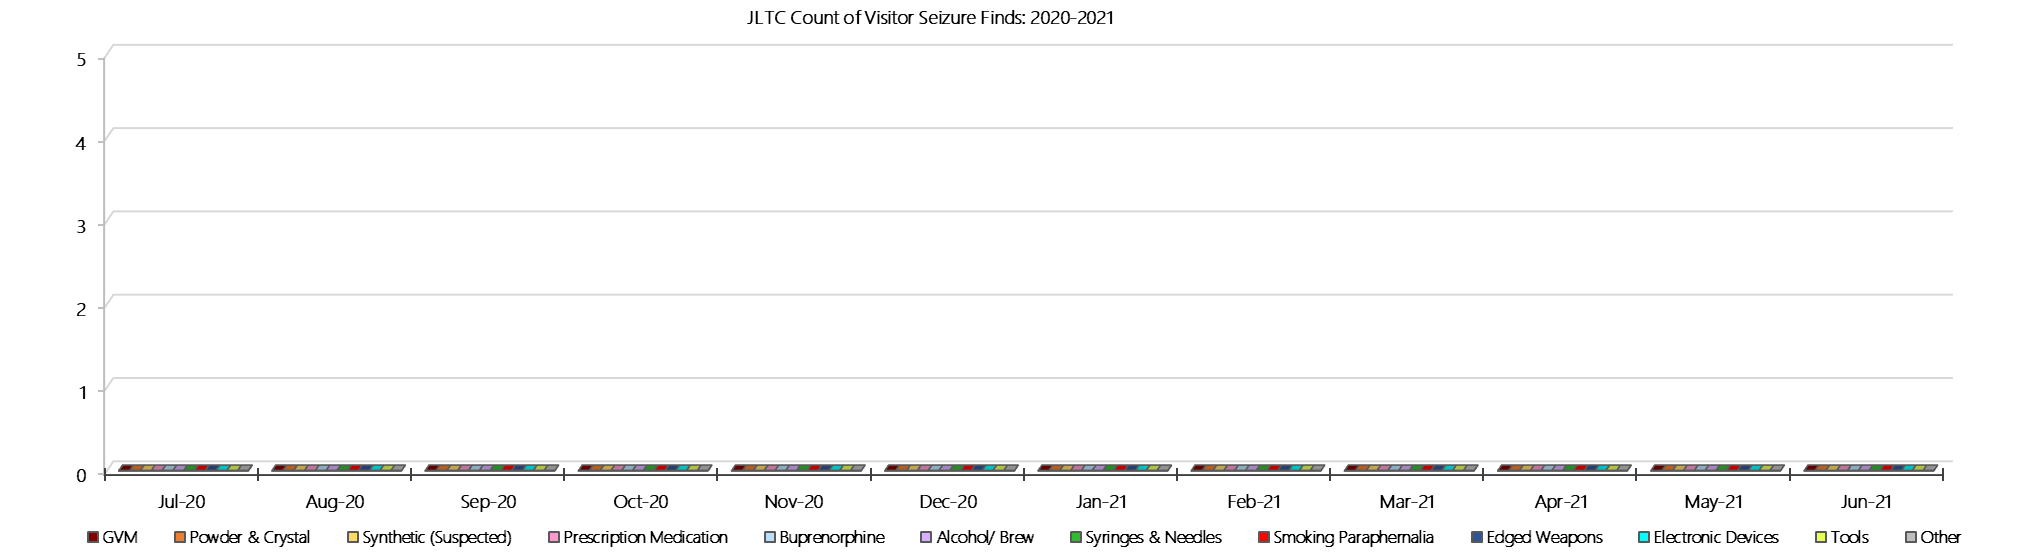 JLTC Count of Visitor Seizure Finds: 2020-2021
5
4
3
2
1
0
Jul-20 Aug-20 Sep-20 Oct-20 Nov-20 Dec-20 Jan-21 Feb-21 Mar-21 Apr-21 May-21 Jun-21
GVM Powder & Crystal Synthetic (Suspected) Prescription Medication Buprenorphine Alcohol/ Brew Syringes & Needles Smoking Paraphernalia Edged Weapons Electronic Devices Tools Other